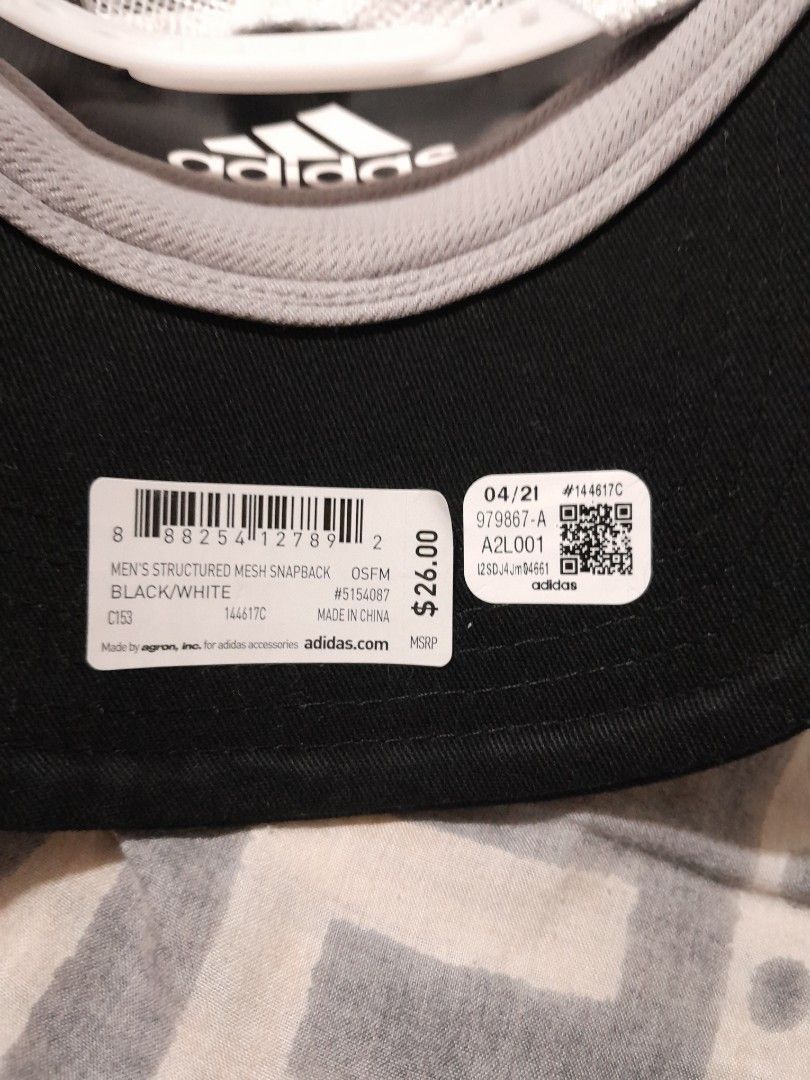 adidas
8 88254 12789 2
MEN'S STRUCTURED MESH SNAPBACK OSFM
BLACK/WHITE #5154087
C153 144617C MADE IN CHINA
Made by agron, inc. for adidas accessories adidas.com
$26.00
MSRP
04/21 #144617C
979867-A
A2L001
adidas